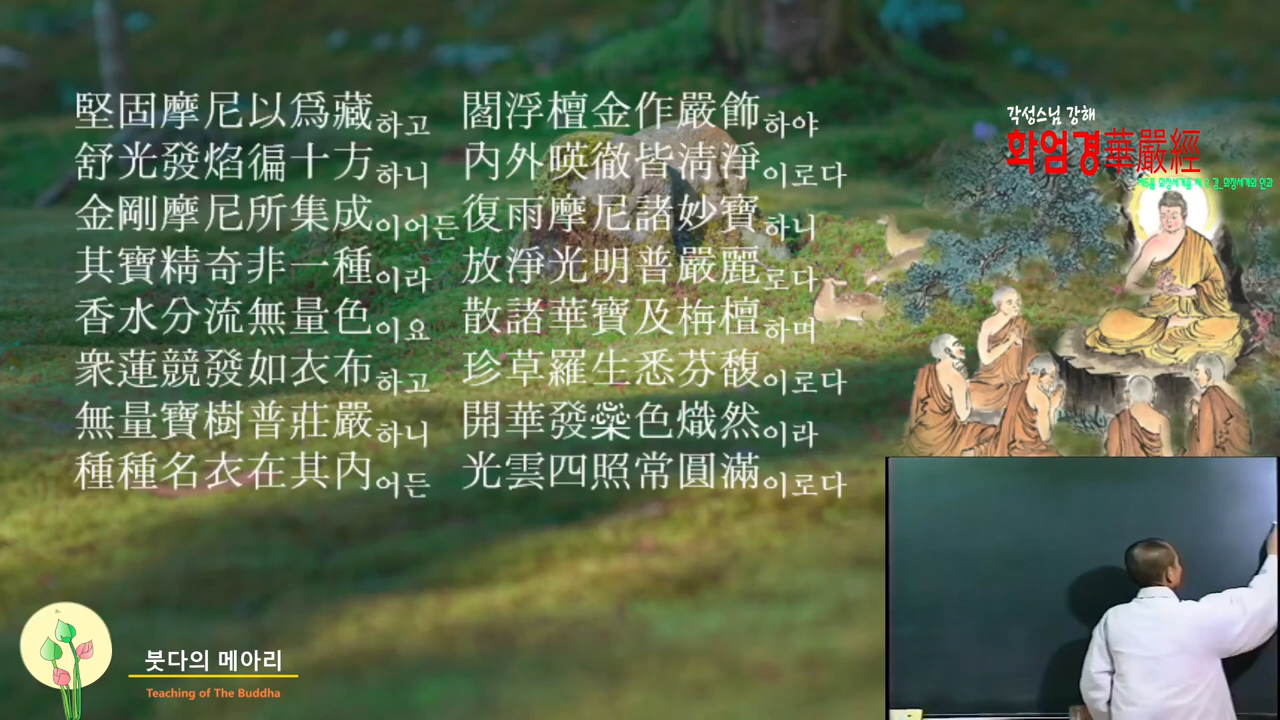 堅固摩尼以爲藏하고 閻浮檀金作嚴飾하야
舒光發焰徧十方하니 內外暎徹皆淸淨이로다
金剛摩尼所集成이어든 復雨摩尼諸妙寶하니
其寶精奇非一種이라 放淨光明普嚴麗로다
香水分流無量色이요 散諸華寶及栴檀하며
衆蓮競發如衣布하고 珍草羅生悉芬馥이로다
無量寶樹普莊嚴하니 開華發藥色熾然이라
種種名衣在其內어든 光雲四照常圓滿이로다
각성스님 강해
화엄경華嚴經
붓다의 메아리
Teaching of The Buddha